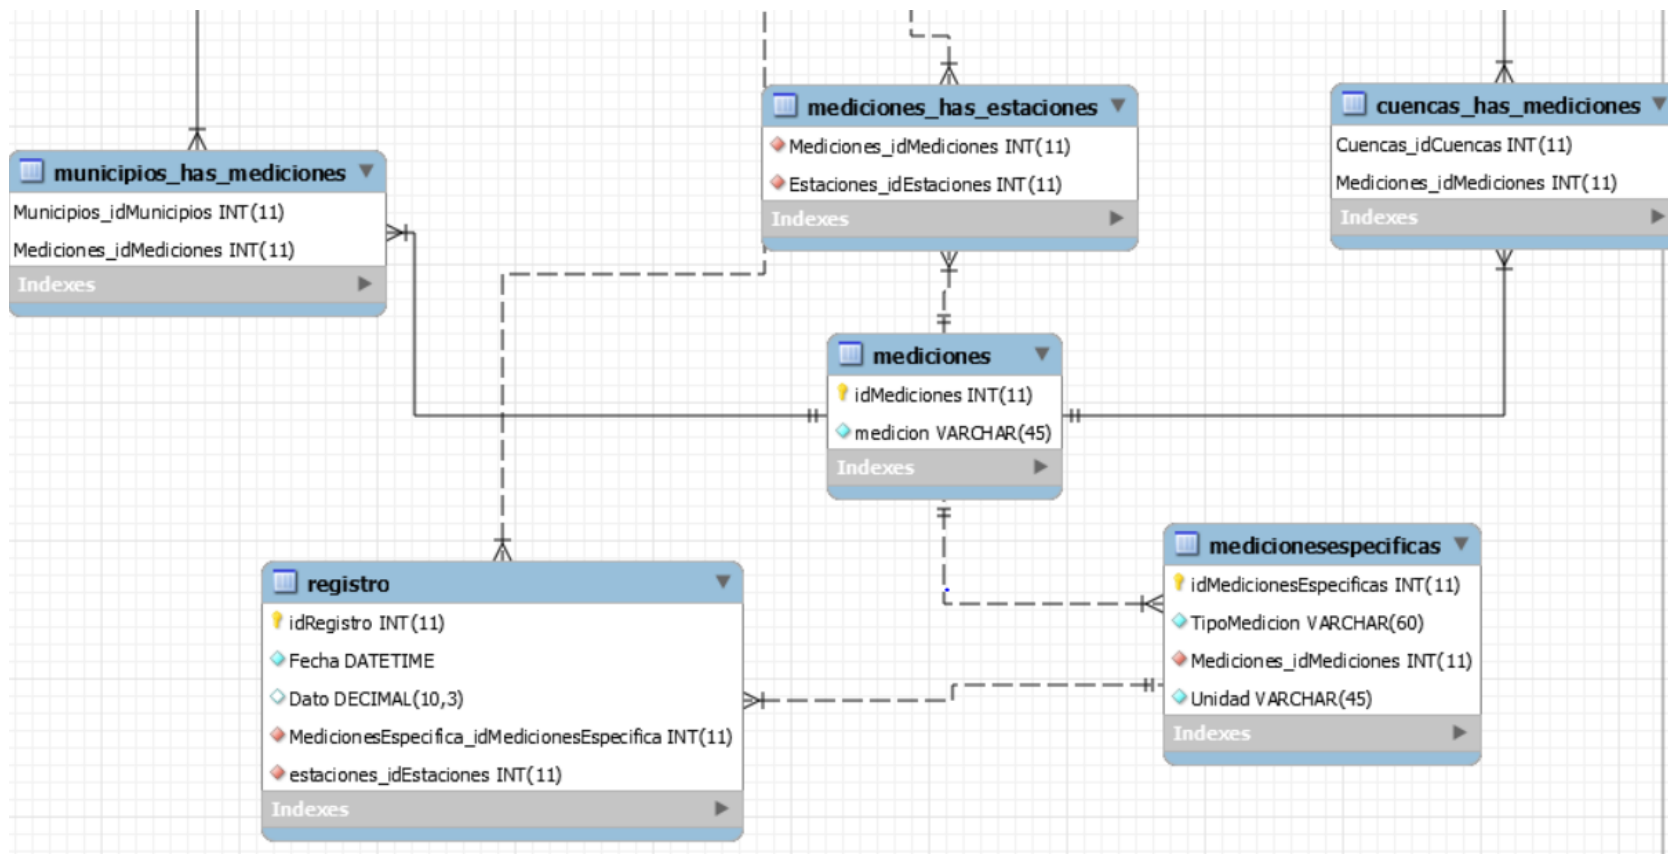 municipios_has_mediciones
Municipios_idMunicipios INT(11)
Mediciones_idMediciones INT(11)
Indexes
mediciones_has_estaciones
Mediciones_idMediciones INT(11)
Estaciones_idEstaciones INT(11)
Indexes
cuencas_has_mediciones
Cuencas_idCuencas INT(11)
Mediciones_idMediciones INT(11)
Indexes
mediciones
idMediciones INT(11)
medicion VARCHAR(45)
Indexes
registro
idRegistro INT(11)
Fecha DATETIME
Dato DECIMAL(10,3)
MedicionesEspecifica_idMedicionesEspecifica INT(11)
estaciones_idEstaciones INT(11)
Indexes
medicionesespecificas
idMedicionesEspecificas INT(11)
TipoMedicion VARCHAR(60)
Mediciones_idMediciones INT(11)
Unidad VARCHAR(45)
Indexes